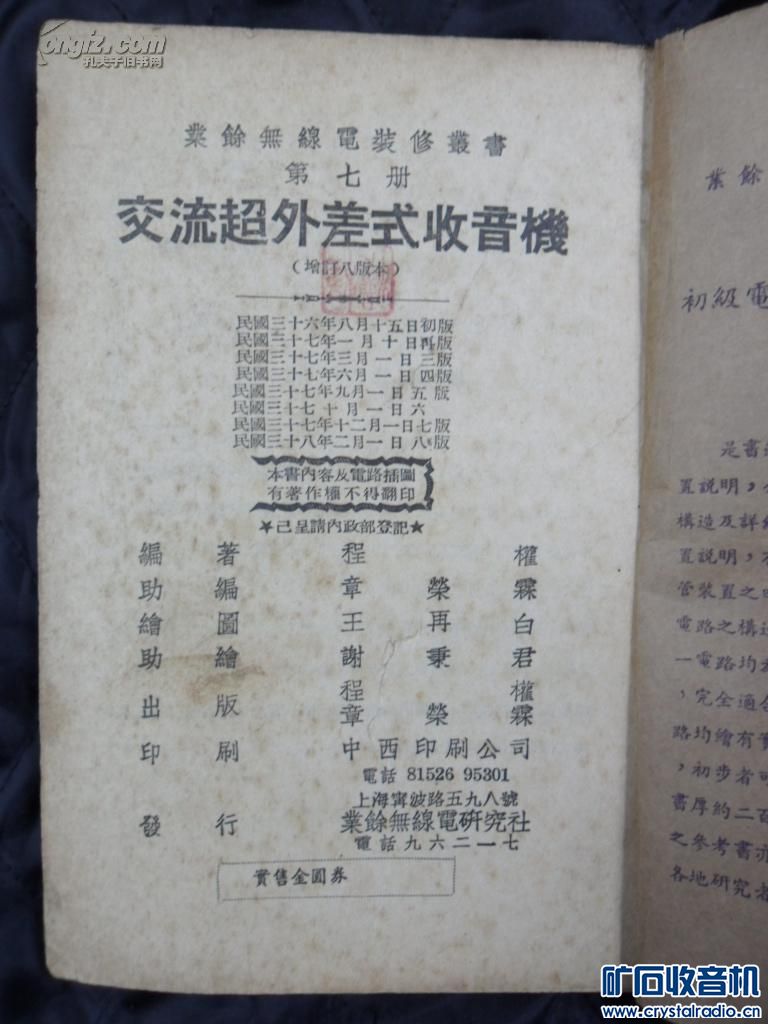 ongiz.com
孔夫子旧书网
業餘無線電裝修叢書
第七册
交流超外差式收音機
(增訂八版本)
民國三十六年八月十五日初版
民國三十七年一月十日再版
民國三十七年三月一日三版
民國三十七年六月一日四版
民國三十七年九月一日五版
民國三十七十月一日六
民國三十七年十二月一日七版
民國三十八年二月一日八版
本書內容及電路插圖
有著作權不得翻印
★已呈請內政部登記★
編著 程權
助編 章榮霖
繪圖 王再白
助繪 謝秉君
出版 程權
章榮霖
印刷 中西印刷公司
電話 81526 95301
上海寧波路五九八號
發行 業餘無線電硏究社
電話九六二一七
實售金圓券
業餘
初級電
是書
置說明,
構造及詳
置說明,
管裝置之
電路之構造
一電路均
,完全適合
路均繪有實
,初步者可
書厚約二百
之參考書亦
各地研究者
矿石收音机
www.crystalradio.cn